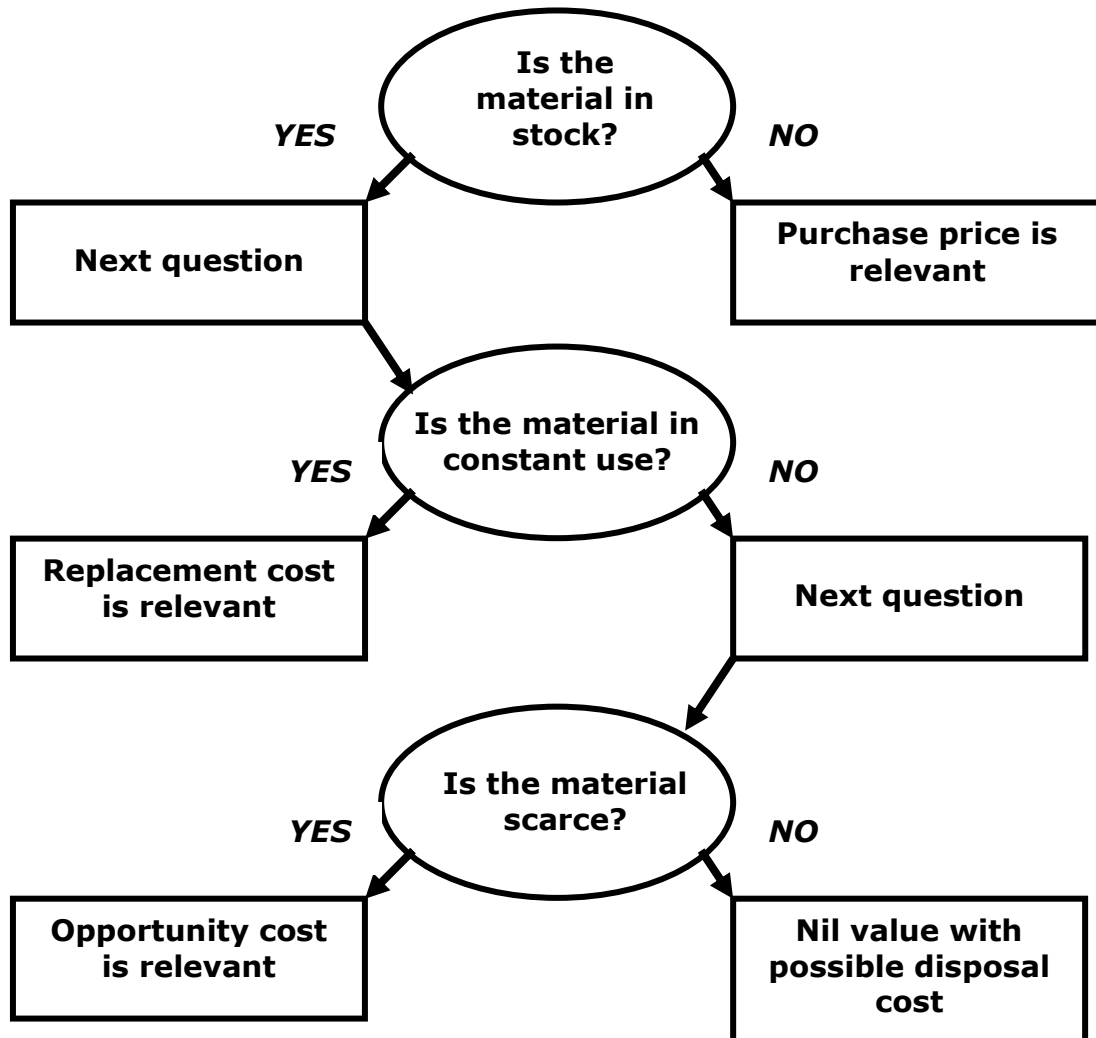 Is the
material in
stock?
YES
NO
Next question
Purchase price is
relevant
Is the material in
constant use?
YES
NO
Replacement cost
is relevant
Next question
Is the material
scarce?
YES
NO
Opportunity cost
is relevant
Nil value with
possible disposal
cost